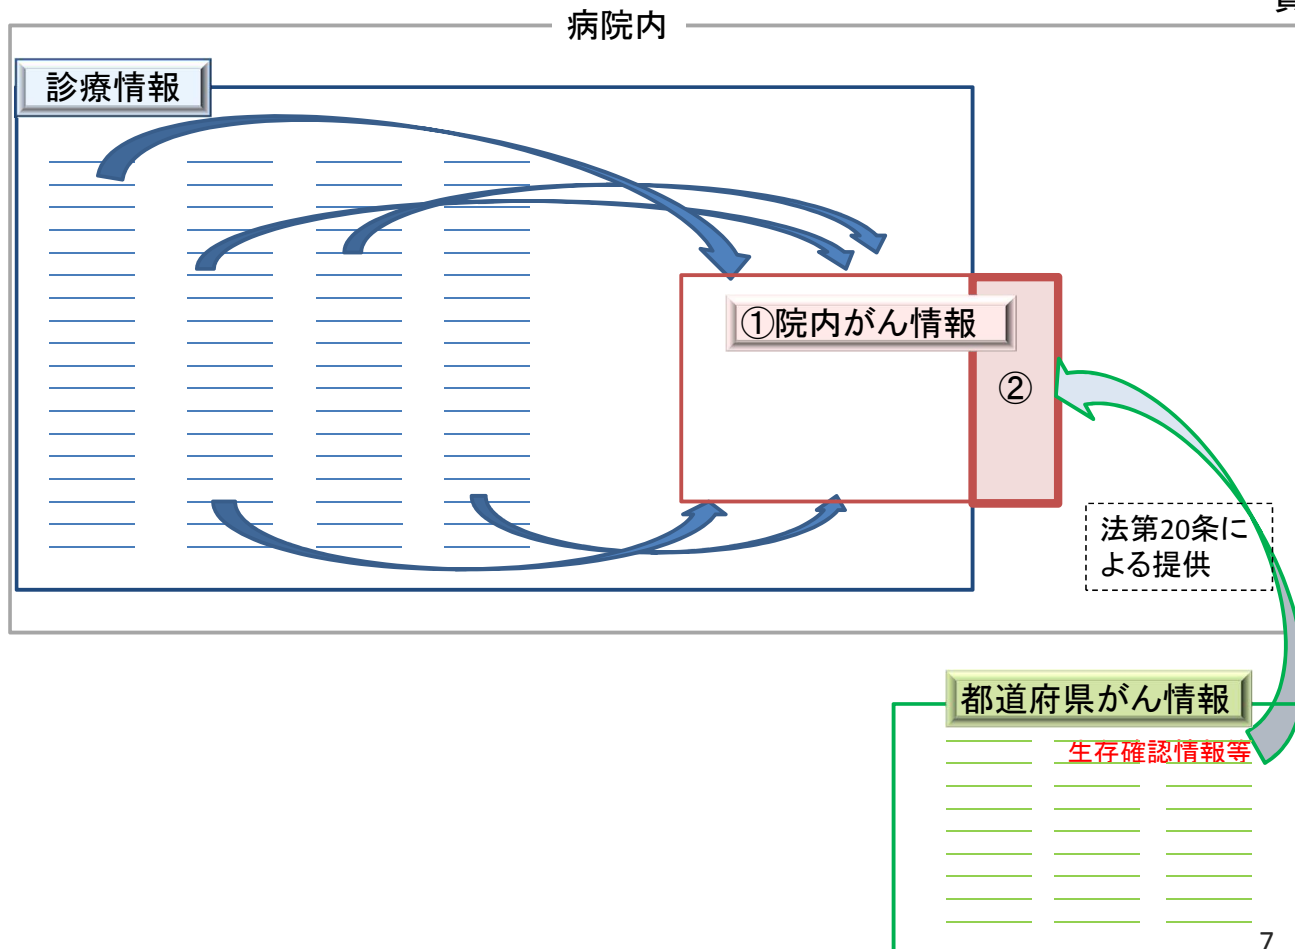 病院内
診療情報
①院内がん情報
②
法第20条に
よる提供
都道府県がん情報
生存確認情報等
7